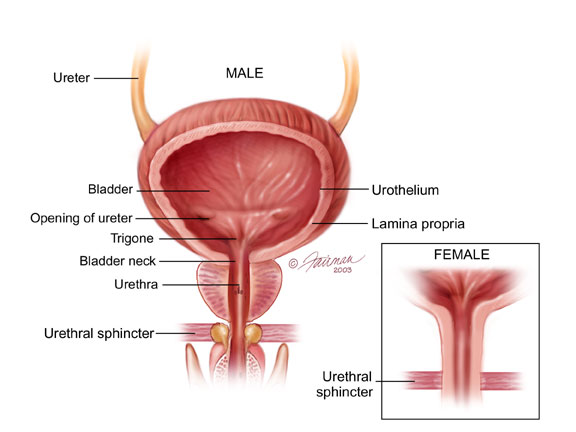 MALE
Ureter
Bladder
Opening of ureter
Trigone
Bladder neck
Urethra
Urethral sphincter
Urothelium
Lamina propria
© Fairman
2003
FEMALE
Urethral
sphincter